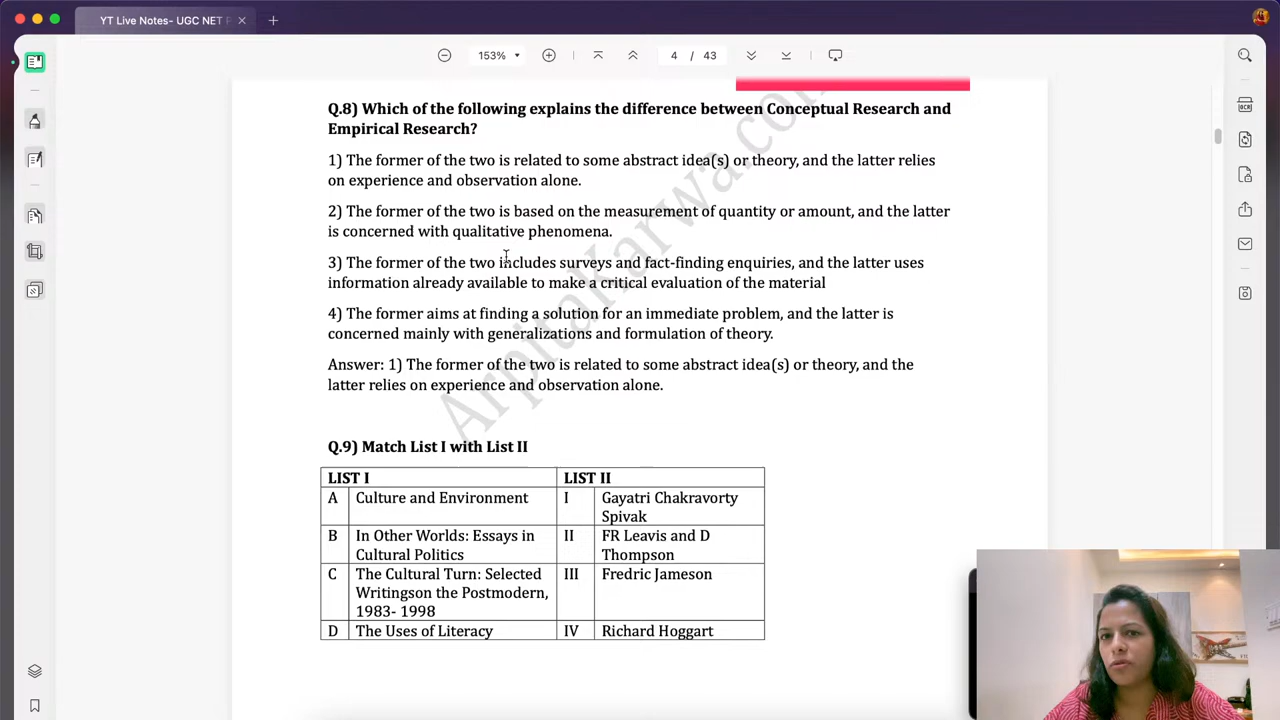 YT Live Notes- UGC NET P
153%
4 / 43
Q.8) Which of the following explains the difference between Conceptual Research and
Empirical Research?
1) The former of the two is related to some abstract idea(s) or theory, and the latter relies
on experience and observation alone.
2) The former of the two is based on the measurement of quantity or amount, and the latter
is concerned with qualitative phenomena.
3) The former of the two includes surveys and fact-finding enquiries, and the latter uses
information already available to make a critical evaluation of the material
4) The former aims at finding a solution for an immediate problem, and the latter is
concerned mainly with generalizations and formulation of theory.
Answer: 1) The former of the two is related to some abstract idea(s) or theory, and the
latter relies on experience and observation alone.
ArpitaKarwa.com
Q.9) Match List I with List II
LIST I LIST II
A Culture and Environment I Gayatri Chakravorty
Spivak
B In Other Worlds: Essays in II FR Leavis and D
Cultural Politics Thompson
C The Cultural Turn: Selected III Fredric Jameson
Writingson the Postmodern,
1983- 1998
D The Uses of Literacy IV Richard Hoggart
OCR